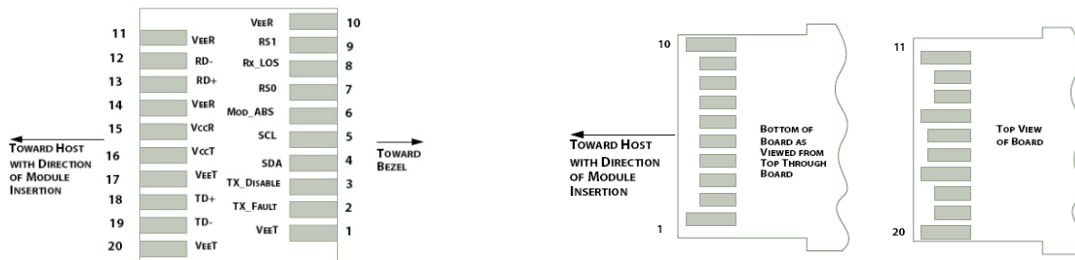 VEER 10
11 VEER RS1 9
12 RD- RX_LOS 8
13 RD+ RS0 7
14 VEER MOD_ABS 6
15 VCCR SCL 5
16 VCCT SDA 4
17 VEET TX_DISABLE 3
18 TD+ TX_FAULT 2
19 TD- VEET 1
20 VEET
TOWARD HOST
WITH DIRECTION
OF MODULE
INSERTION
TOWARD
BEZEL
10
1
TOWARD HOST
WITH DIRECTION
OF MODULE
INSERTION
BOTTOM OF
BOARD AS
VIEWED FROM
TOP THROUGH
BOARD
11
20
TOP VIEW
OF BOARD